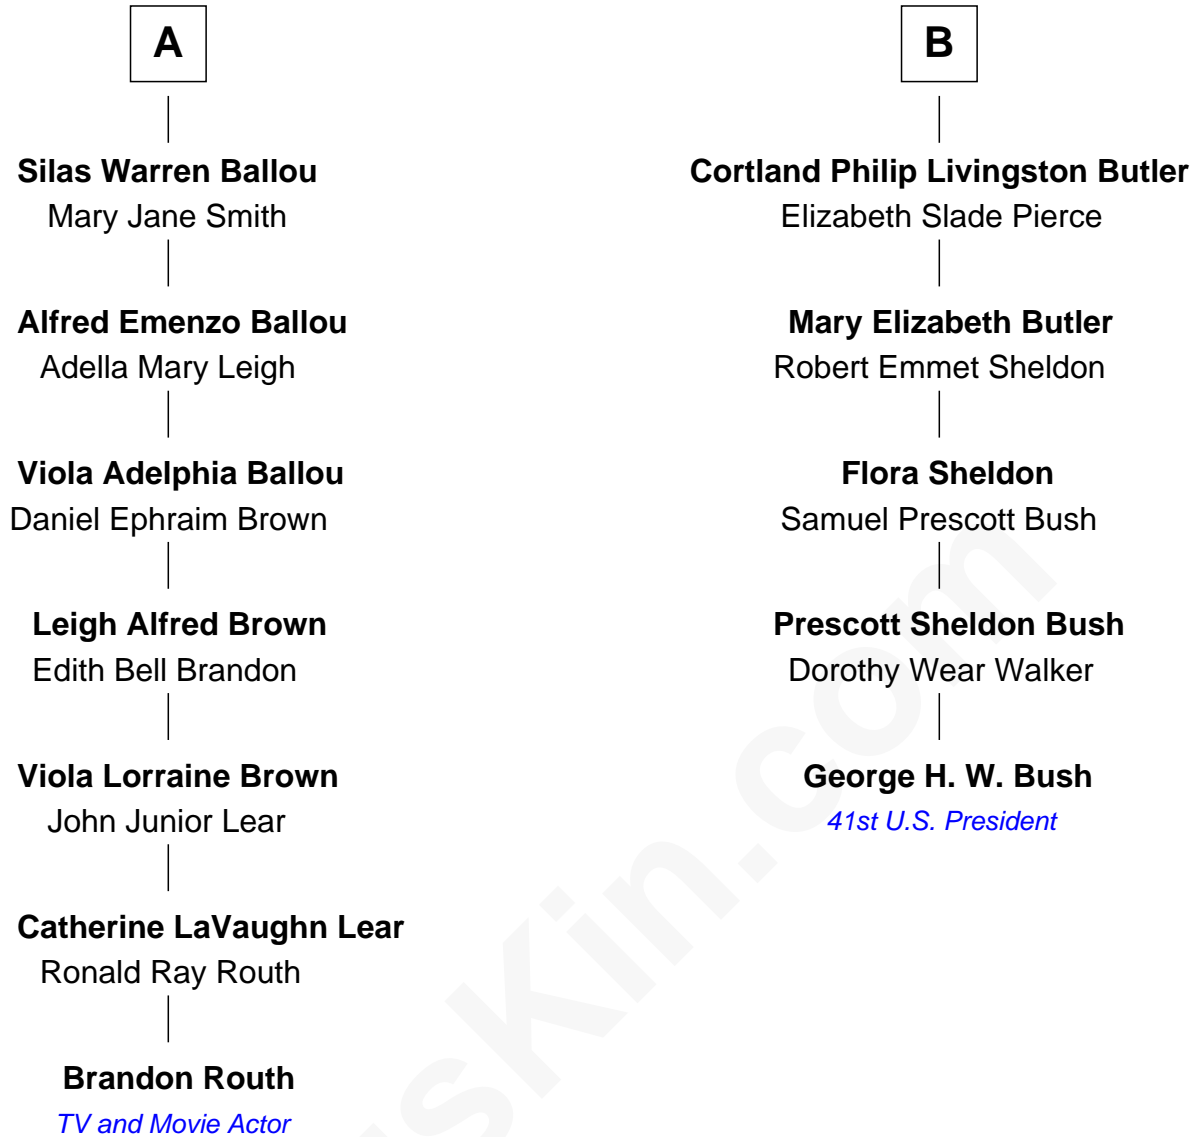 A
Silas Warren Ballou
Mary Jane Smith
Alfred Emenzo Ballou
Adella Mary Leigh
Viola Adelphia Ballou
Daniel Ephraim Brown
Leigh Alfred Brown
Edith Bell Brandon
Viola Lorraine Brown
John Junior Lear
Catherine LaVaughn Lear
Ronald Ray Routh
Brandon Routh
TV and Movie Actor
B
Cortland Philip Livingston Butler
Elizabeth Slade Pierce
Mary Elizabeth Butler
Robert Emmet Sheldon
Flora Sheldon
Samuel Prescott Bush
Prescott Sheldon Bush
Dorothy Wear Walker
George H. W. Bush
41st U.S. President
sKin.com